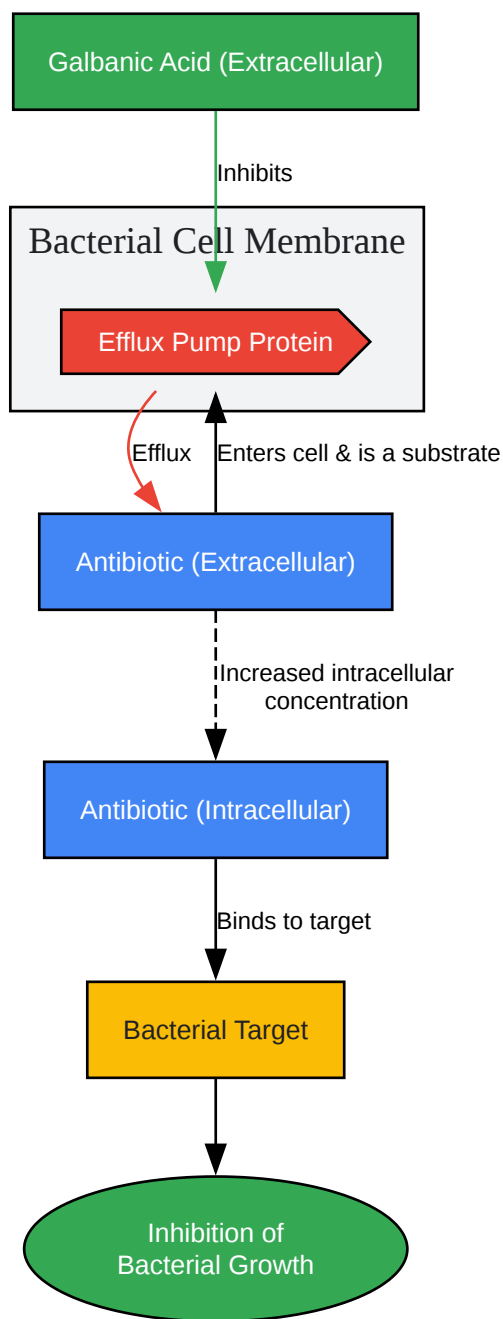 Galbanic Acid (Extracellular)
Inhibits
Bacterial Cell Membrane
Efflux Pump Protein
Efflux
Enters cell & is a substrate
Antibiotic (Extracellular)
Increased intracellular
concentration
Antibiotic (Intracellular)
Binds to target
Bacterial Target
Inhibition of
Bacterial Growth